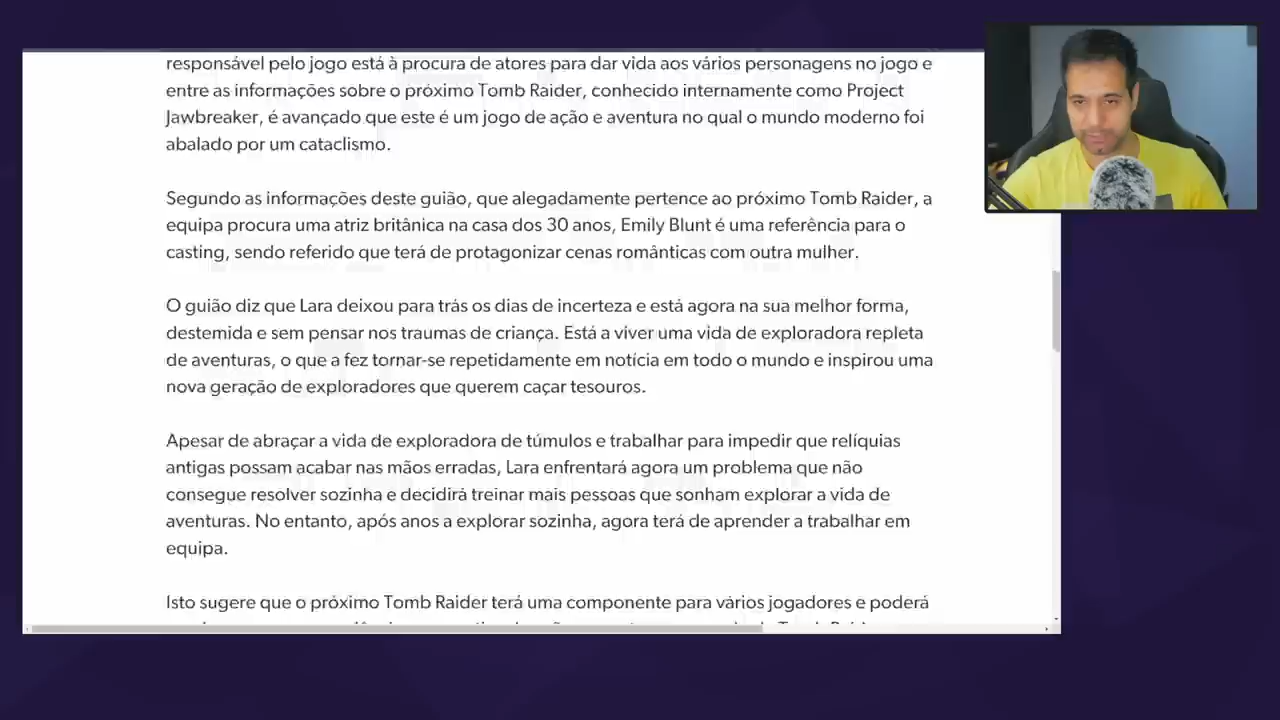 responsável pelo jogo está à procura de atores para dar vida aos vários personagens no jogo e
entre as informações sobre o próximo Tomb Raider, conhecido internamente como Project
Jawbreaker, é avançado que este é um jogo de ação e aventura no qual o mundo moderno foi
abalado por um cataclismo.
Segundo as informações deste guião, que alegadamente pertence ao próximo Tomb Raider, a
equipa procura uma atriz britânica na casa dos 30 anos, Emily Blunt é uma referência para o
casting, sendo referido que terá de protagonizar cenas românticas com outra mulher.
O guião diz que Lara deixou para trás os dias de incerteza e está agora na sua melhor forma,
destemida e sem pensar nos traumas de criança. Está a viver uma vida de exploradora repleta
de aventuras, o que a fez tornar-se repetidamente em notícia em todo o mundo e inspirou uma
nova geração de exploradores que querem caçar tesouros.
Apesar de abraçar a vida de exploradora de túmulos e trabalhar para impedir que relíquias
antigas possam acabar nas mãos erradas, Lara enfrentará agora um problema que não
consegue resolver sozinha e decidirá treinar mais pessoas que sonham explorar a vida de
aventuras. No entanto, após anos a explorar sozinha, agora terá de aprender a trabalhar em
equipa.
Isto sugere que o próximo Tomb Raider terá uma componente para vários jogadores e poderá